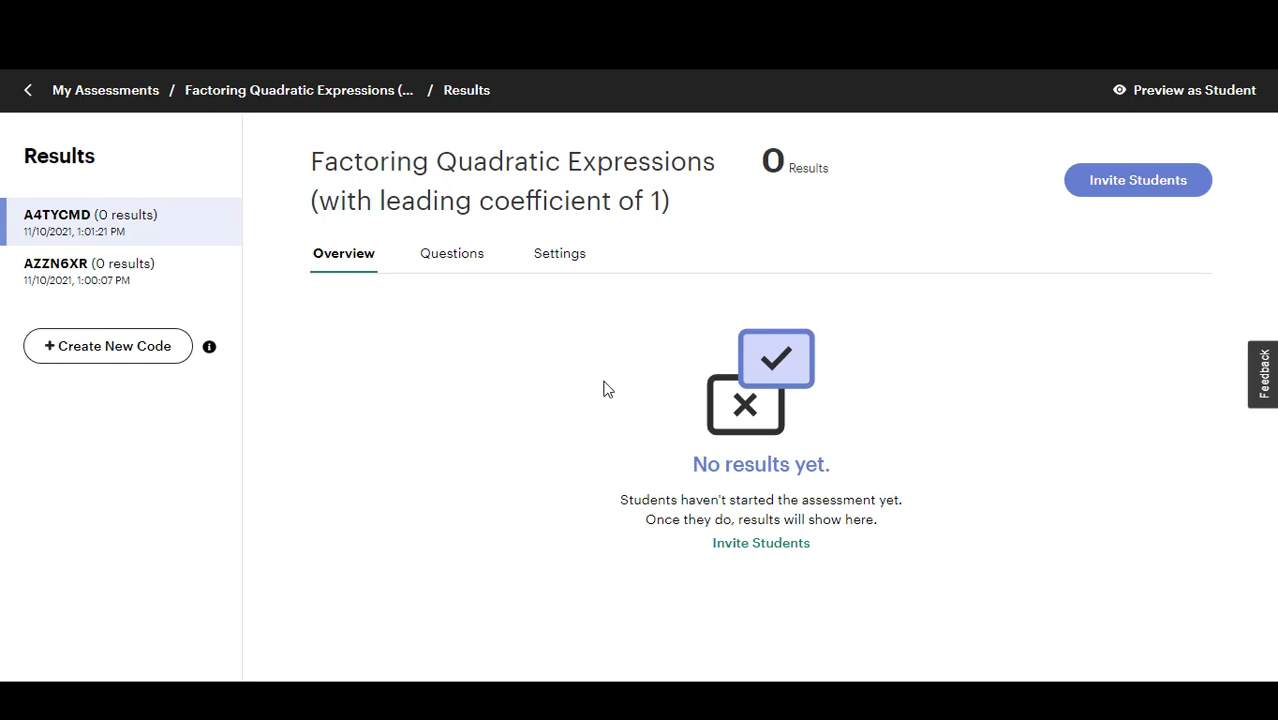 My Assessments / Factoring Quadratic Expressions (... / Results
Preview as Student
Results
A4TYCMD (0 results)
11/10/2021, 1:01:21 PM
AZZN6XR (0 results)
11/10/2021, 1:00:07 PM
+ Create New Code
Factoring Quadratic Expressions
(with leading coefficient of 1)
0 Results
Invite Students
Overview
Questions
Settings
No results yet.
Students haven't started the assessment yet.
Once they do, results will show here.
Invite Students
Feedback